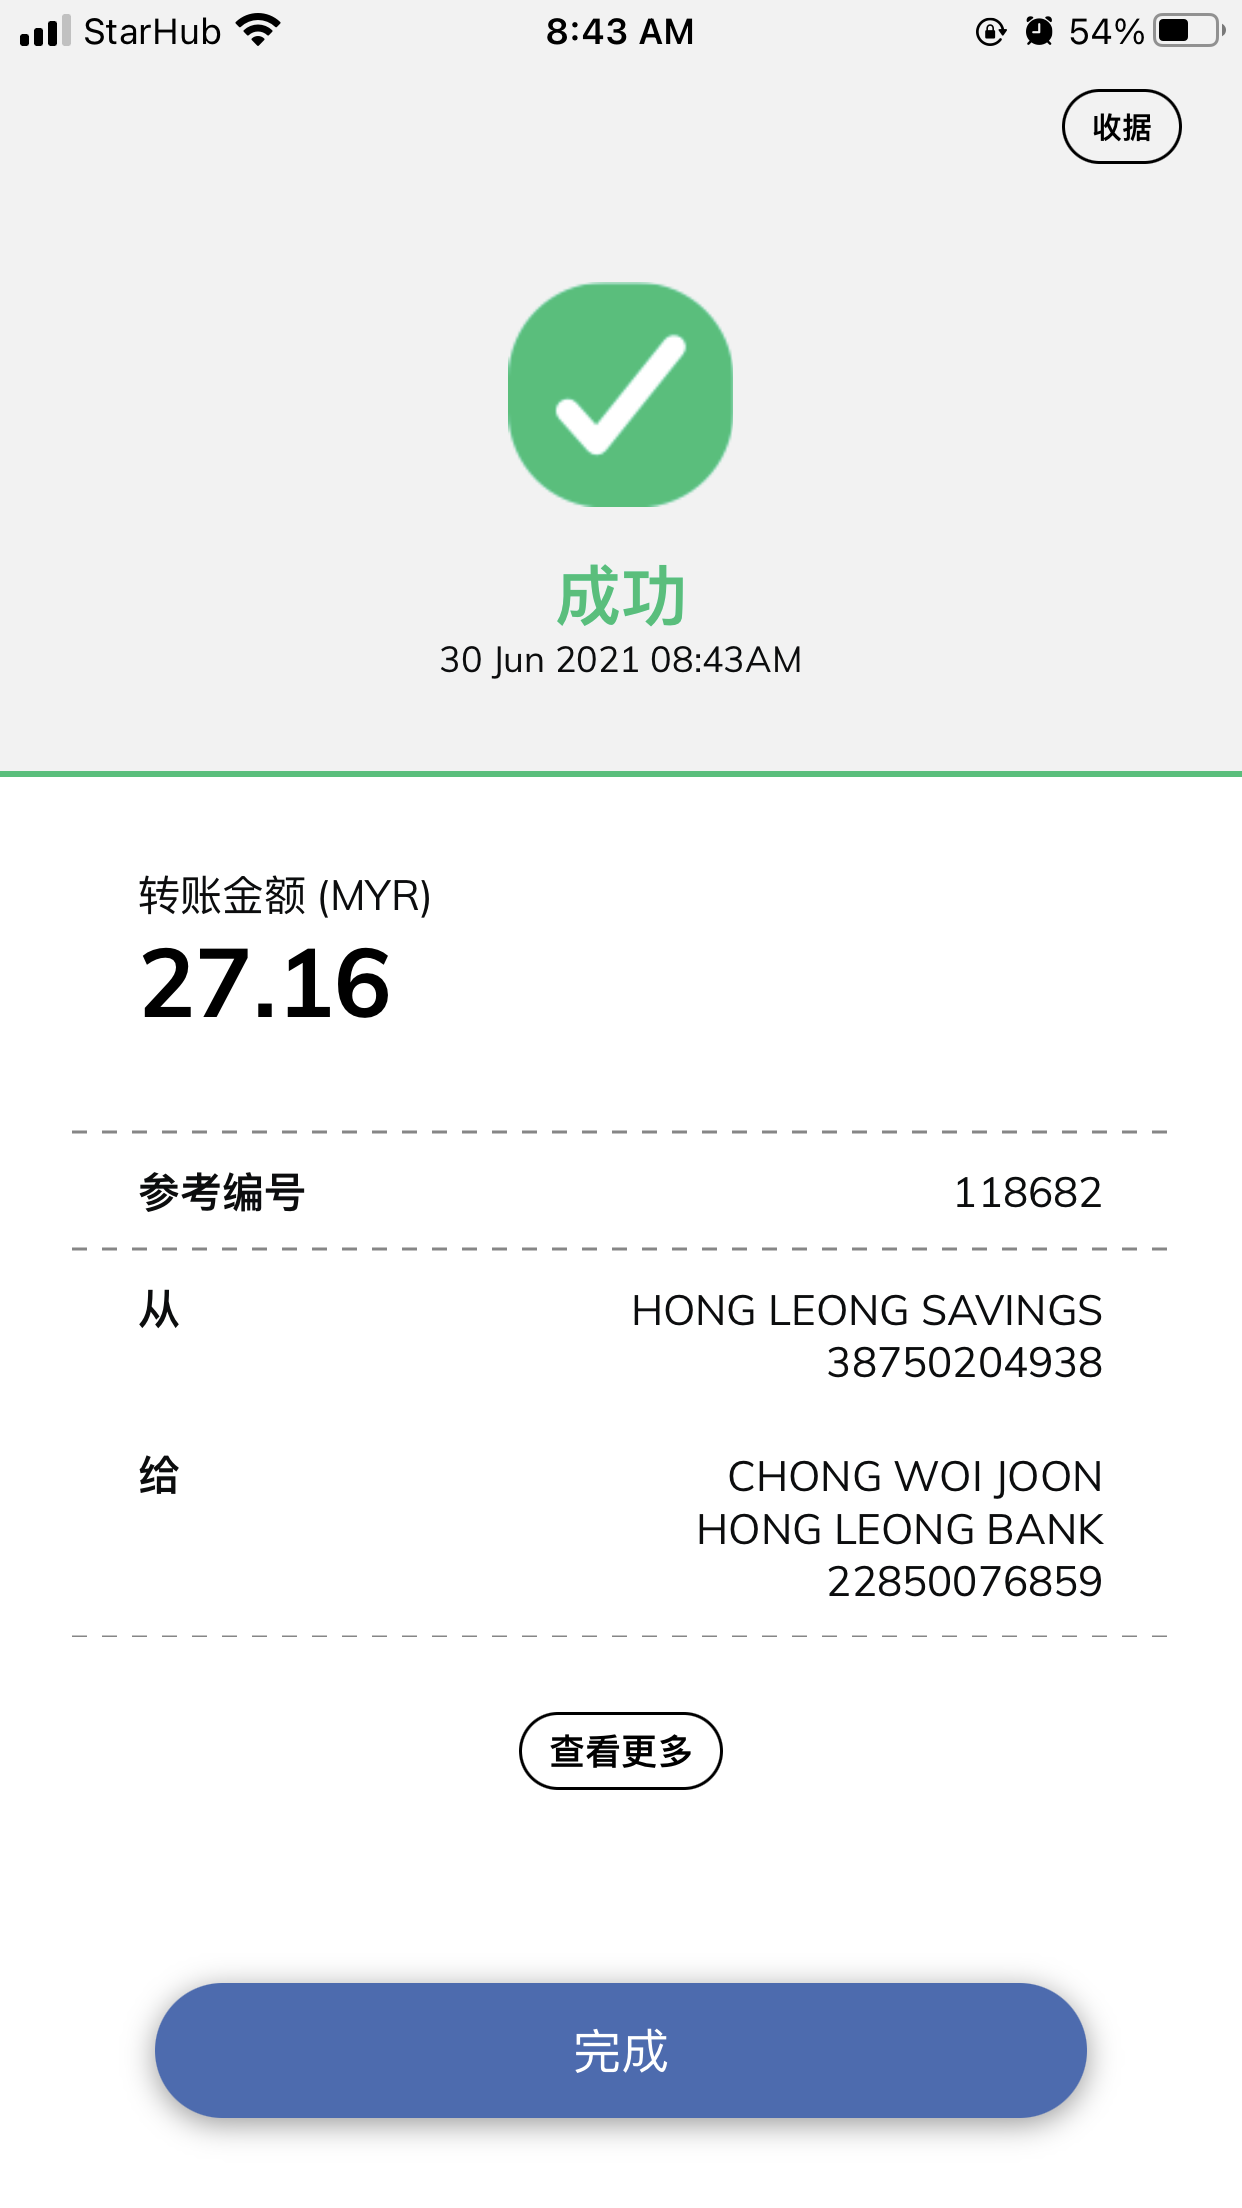 StarHub 8:43 AM 54%
收据
成功
30 Jun 2021 08:43AM
转账金额 (MYR)
27.16
参考编号 118682
从 HONG LEONG SAVINGS
38750204938
给 CHONG WOI JOON
HONG LEONG BANK
22850076859
查看更多
完成